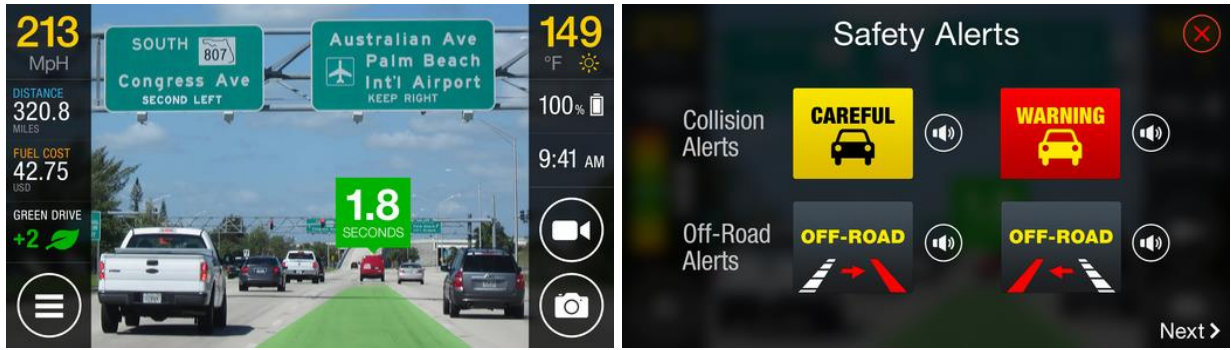 213
MpH
DISTANCE
320.8
MILES
FUEL COST
42.75
USD
GREEN DRIVE
+2
SOUTH 807
Congress Ave
SECOND LEFT
Australian Ave
Palm Beach
Int'l Airport
KEEP RIGHT
1.8
SECONDS
149
°F
100%
9:41 AM
Safety Alerts
Collision
Alerts
CAREFUL
WARNING
Off-Road
Alerts
OFF-ROAD
OFF-ROAD
Next >